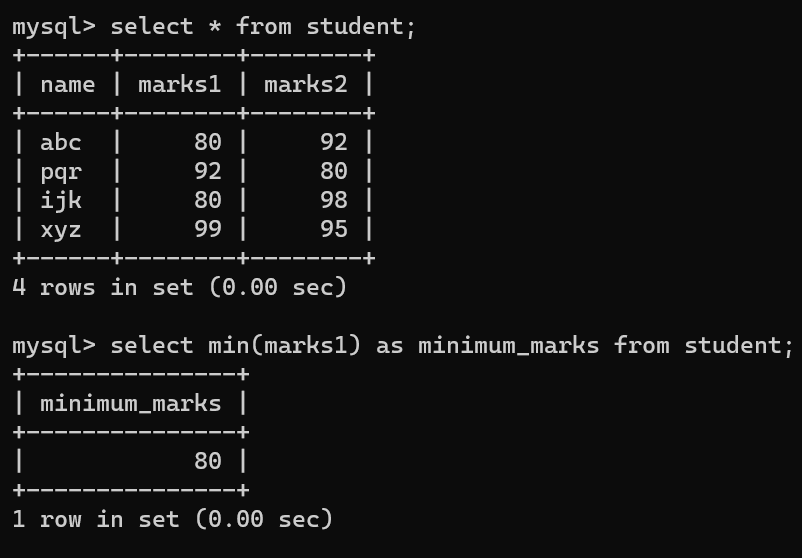 mysql> select * from student;
+------+--------+--------+
| name | marks1 | marks2 |
+------+--------+--------+
| abc  |     80 |     92 |
| pqr  |     92 |     80 |
| ijk  |     80 |     98 |
| xyz  |     99 |     95 |
+------+--------+--------+
4 rows in set (0.00 sec)

mysql> select min(marks1) as minimum_marks from student;
+---------------+
| minimum_marks |
+---------------+
|            80 |
+---------------+
1 row in set (0.00 sec)